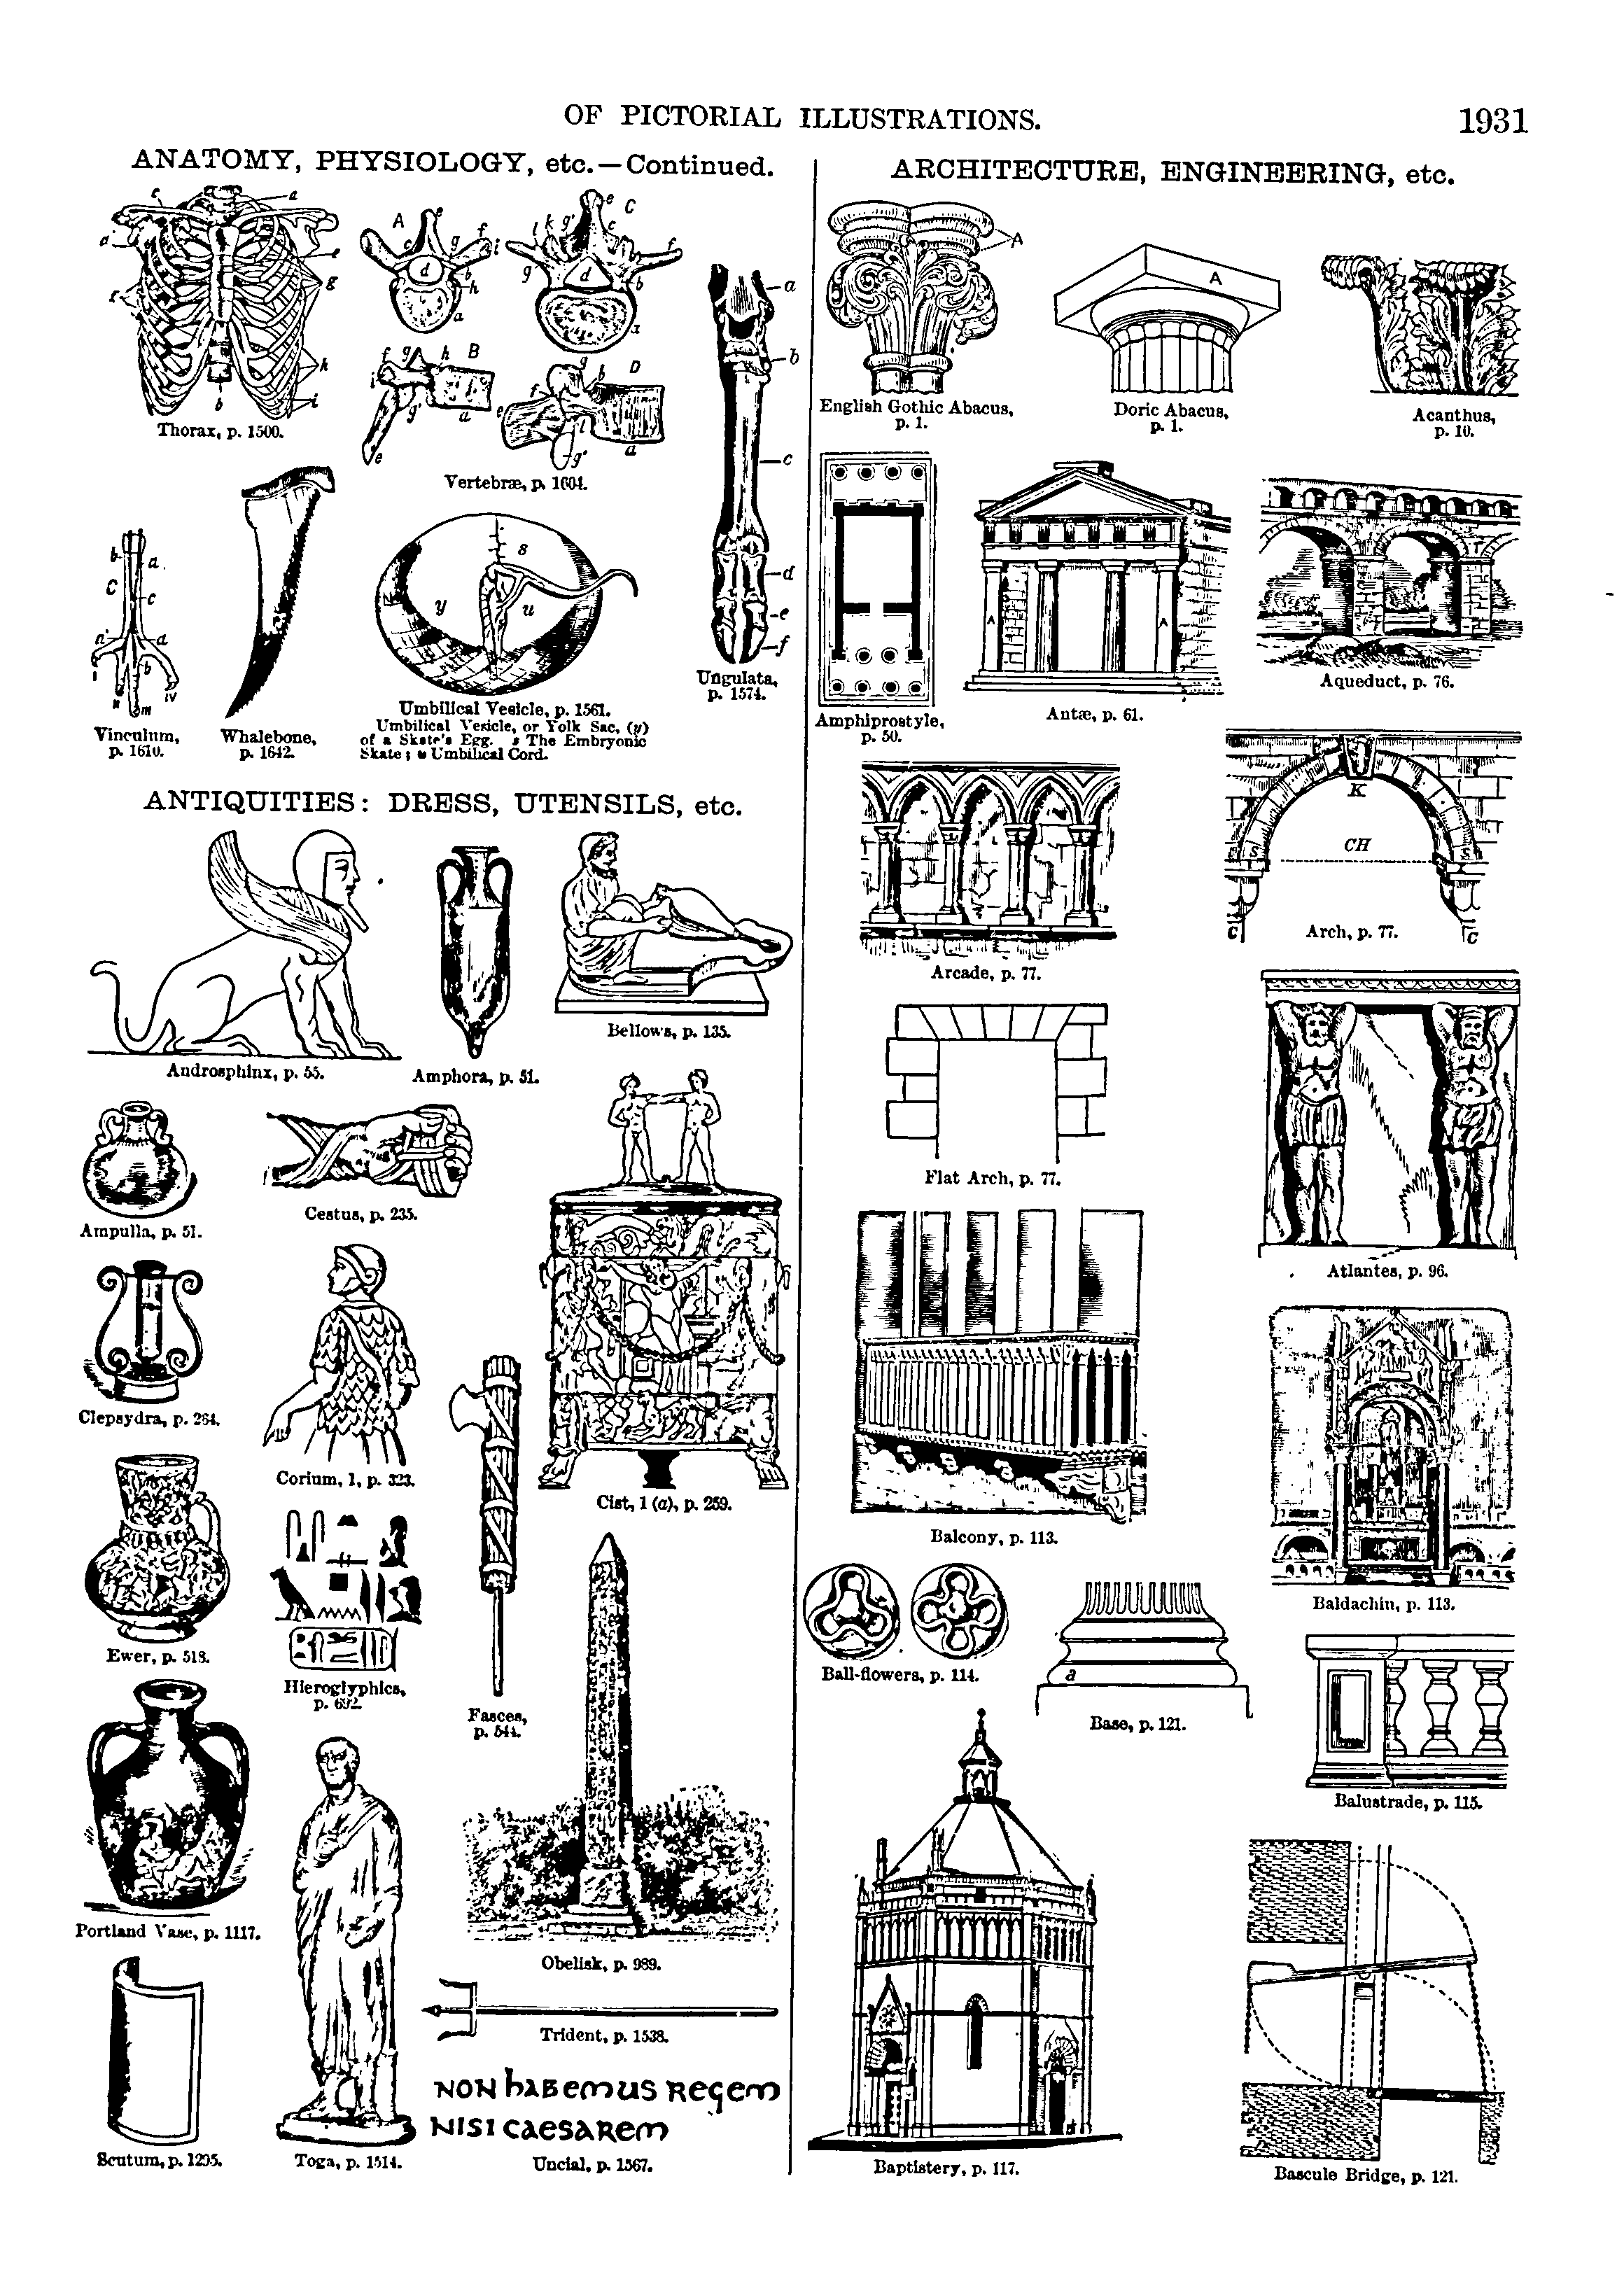 OF PICTORIAL ILLUSTRATIONS.
1931
ANATOMY, PHYSIOLOGY, etc.—Continued.
Thorax, p. 1500.
Vertebræ, p. 1604.
Ungulata,
p. 1574.
Vinculum,
p. 1610.
Whalebone,
p. 1642.
Umbilical Vesicle, p. 1561.
Umbilical Vesicle, or Yolk Sac, (y)
of a Skate's Egg. s The Embryonic
Skate; u Umbilical Cord.
ANTIQUITIES: DRESS, UTENSILS, etc.
Androsphinx, p. 55.
Amphora, p. 51.
Bellows, p. 135.
Ampulla, p. 51.
Cestus, p. 235.
Clepsydra, p. 264.
Corium, 1, p. 323.
Cist, 1 (a), p. 259.
Ewer, p. 518.
Hieroglyphics,
p. 692.
Fasces,
p. 544.
Portland Vase, p. 1117.
Obelisk, p. 989.
Trident, p. 1538.
NON hABEmus ReGem
NISI CAESARem
Scutum, p. 1295.
Toga, p. 1514.
Uncial, p. 1567.
ARCHITECTURE, ENGINEERING, etc.
A
A
English Gothic Abacus,
p. 1.
Doric Abacus,
p. 1.
Acanthus,
p. 10.
A
A
Amphiprostyle,
p. 50.
Antæ, p. 61.
Aqueduct, p. 76.
K
CH
S
S
C
C
Arcade, p. 77.
Arch, p. 77.
Flat Arch, p. 77.
Atlantes, p. 96.
Balcony, p. 113.
Baldachin, p. 113.
Ball-flowers, p. 114.
a
Base, p. 121.
Balustrade, p. 115.
Baptistery, p. 117.
Bascule Bridge, p. 121.